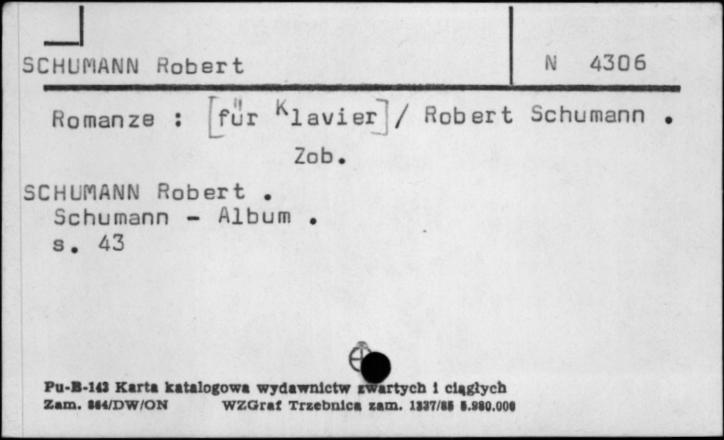 SCHUMANN Robert
N 4306
Romanze : [für Klavier]/ Robert Schumann .
Zob.
SCHUMANN Robert .
Schumann - Album .
s. 43
Pu-B-143 Karta katalogowa wydawnictw zwartych i ciągłych
Zam. 864/DW/ON WZGraf Trzebnica zam. 1337/85 5.980.000